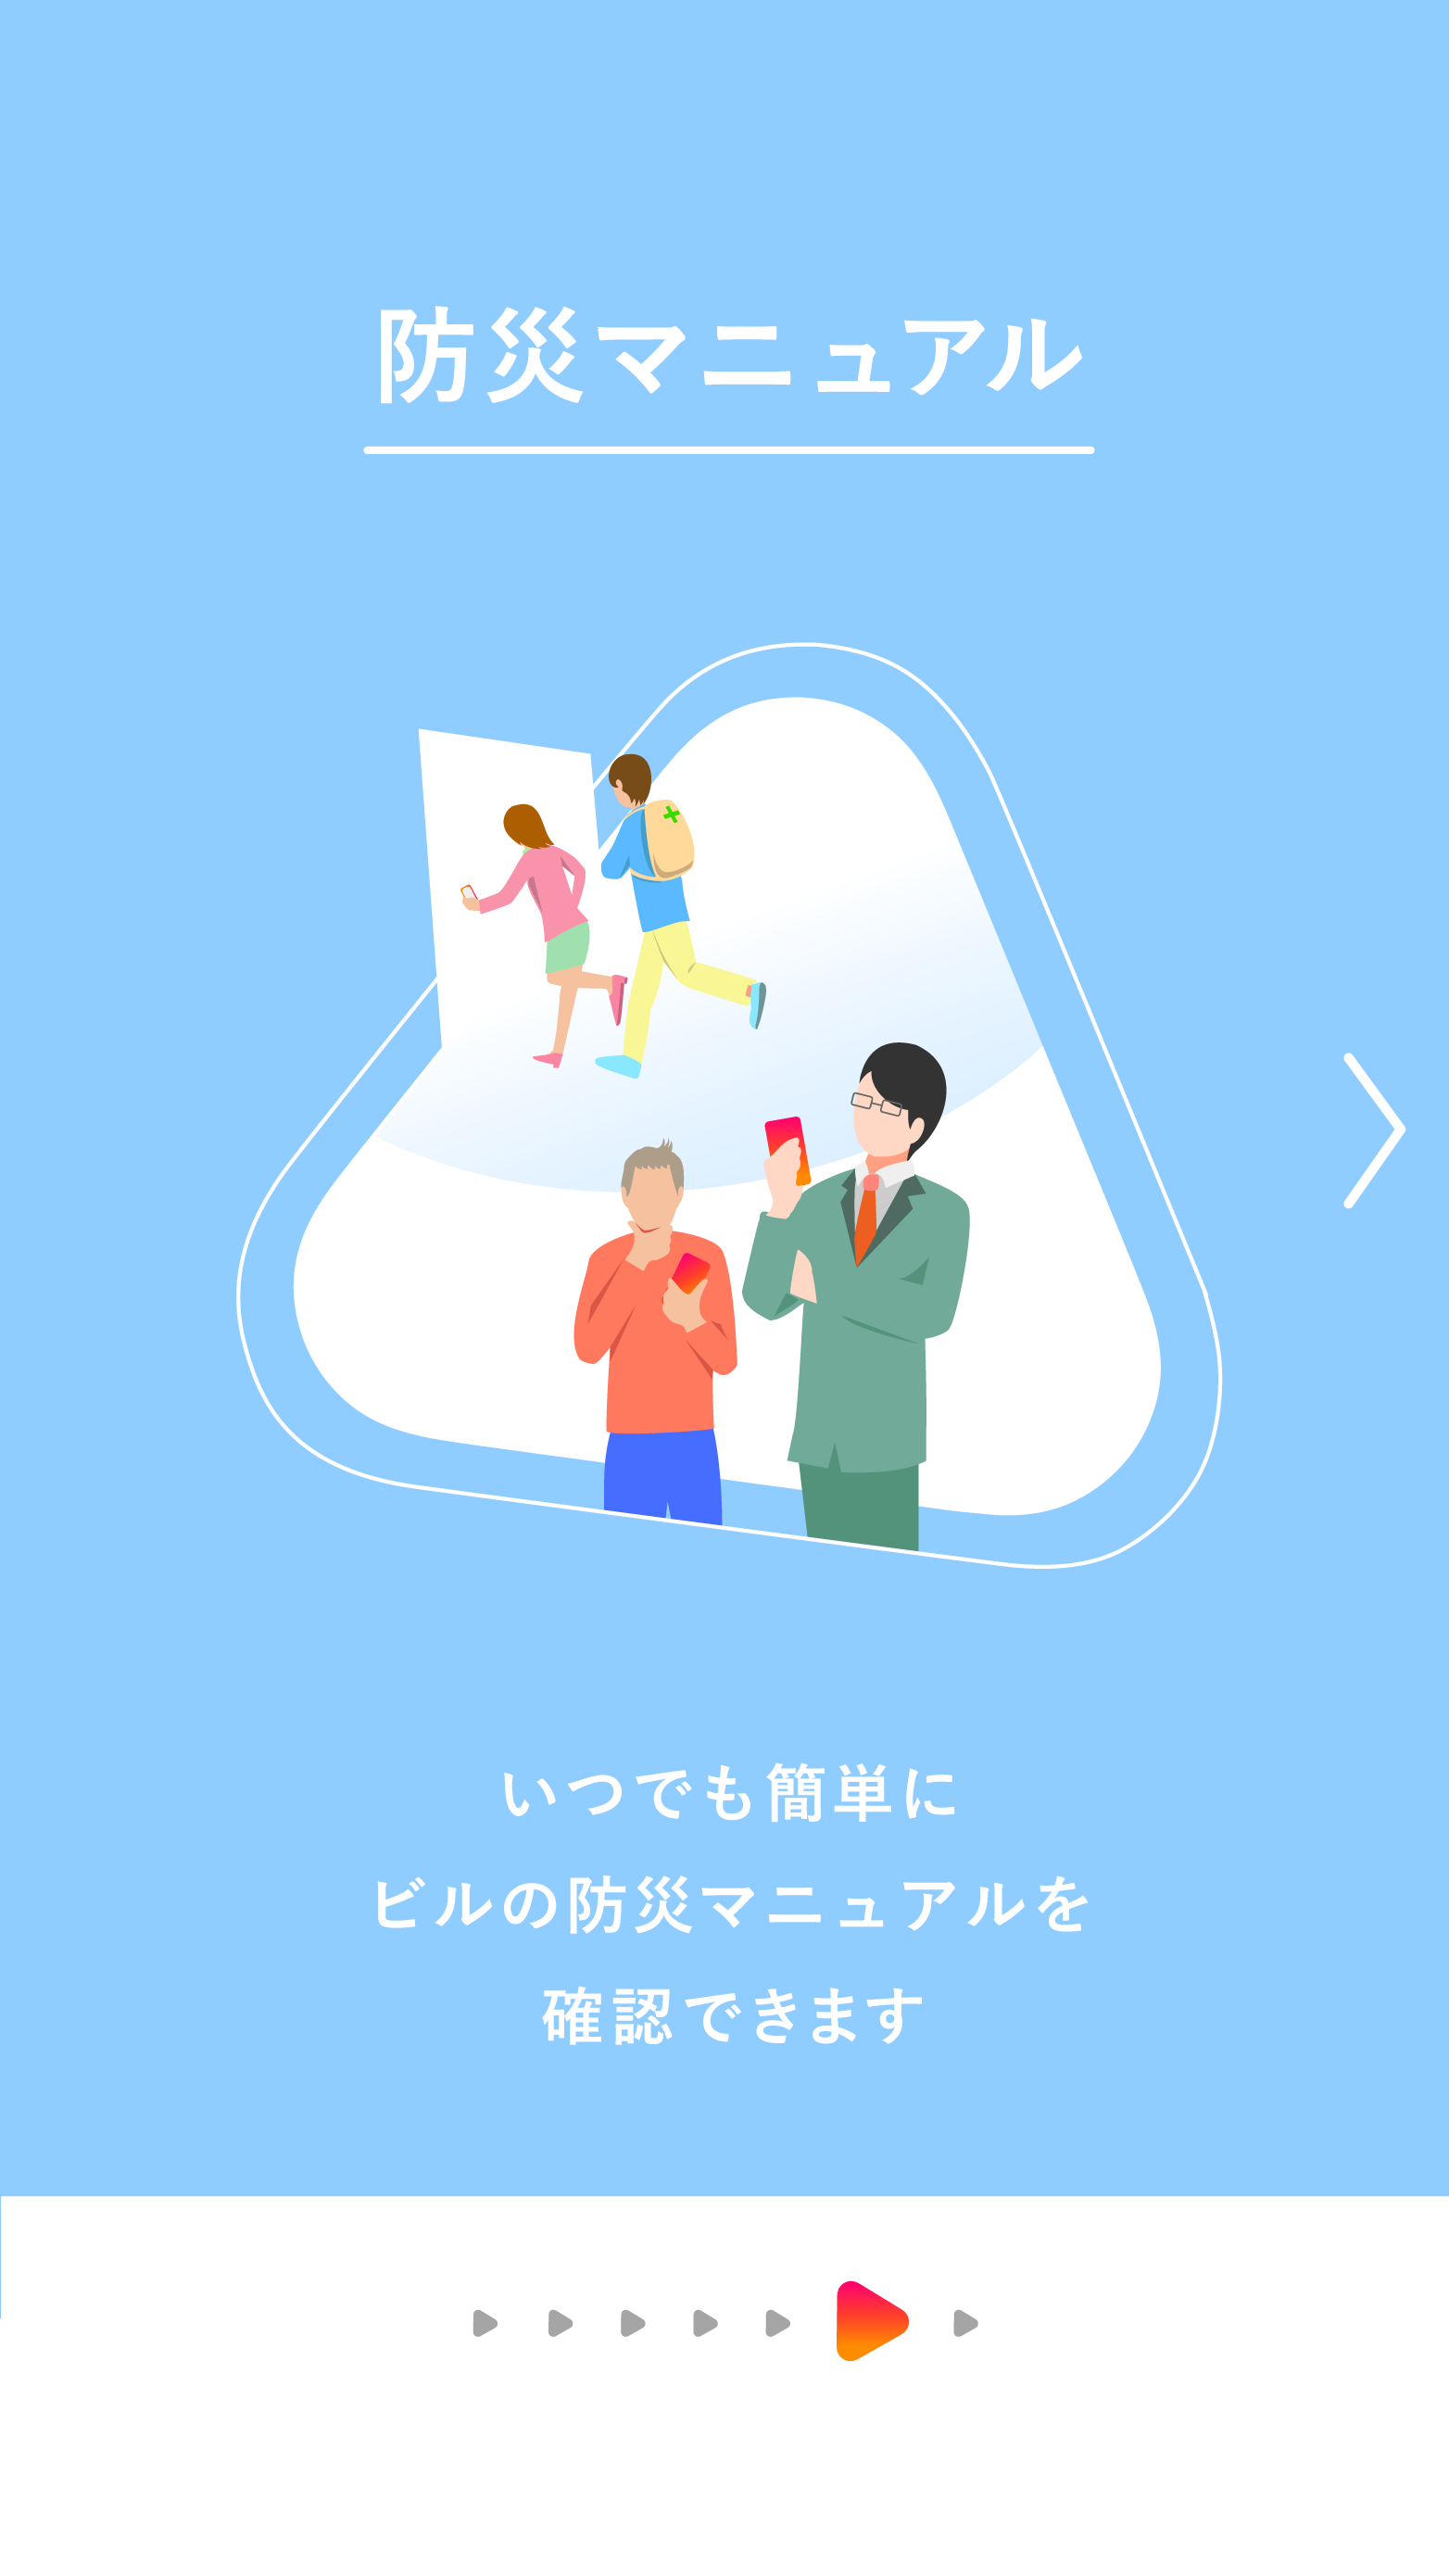 防災マニュアル
いつでも簡単に
ビルの防災マニュアルを
確認できます